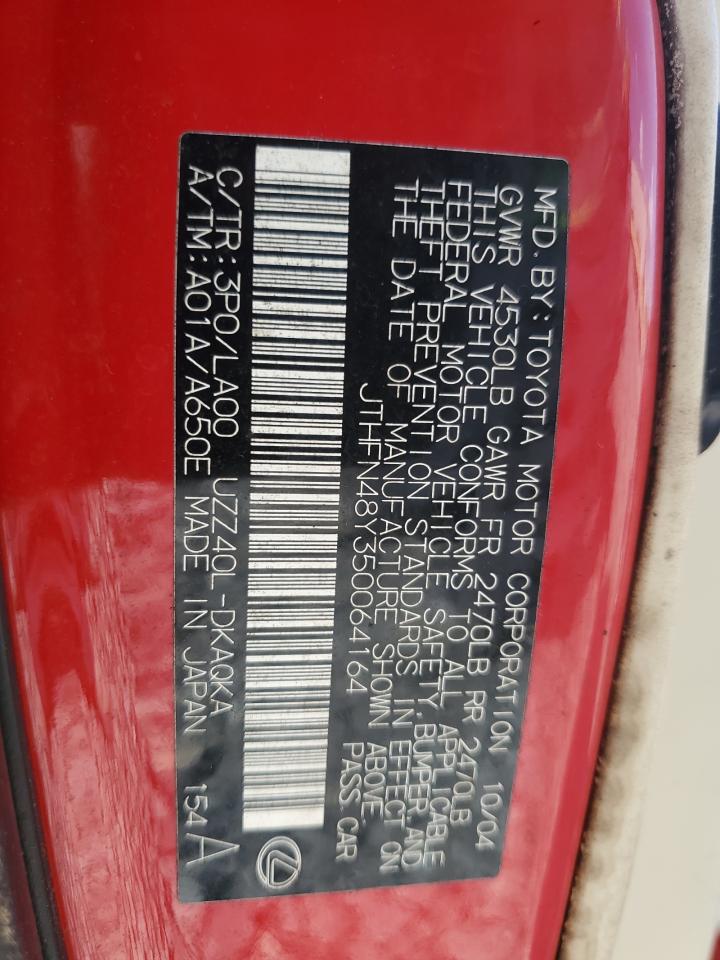 MFD. BY: TOYOTA MOTOR CORPORATION 10/04
GVWR 4530LB GAWR FR 2470LB RR 2470LB
THIS VEHICLE CONFORMS TO ALL APPLICABLE
FEDERAL MOTOR VEHICLE SAFETY, BUMPER, AND
THEFT PREVENTION STANDARDS IN EFFECT ON
THE DATE OF MANUFACTURE SHOWN ABOVE.
JTHFN48Y350064164 PASS. CAR
C/TR: 3P0/LA00 UZZ40L-DKAQKA 154A
A/TM: A01A/A650E MADE IN JAPAN